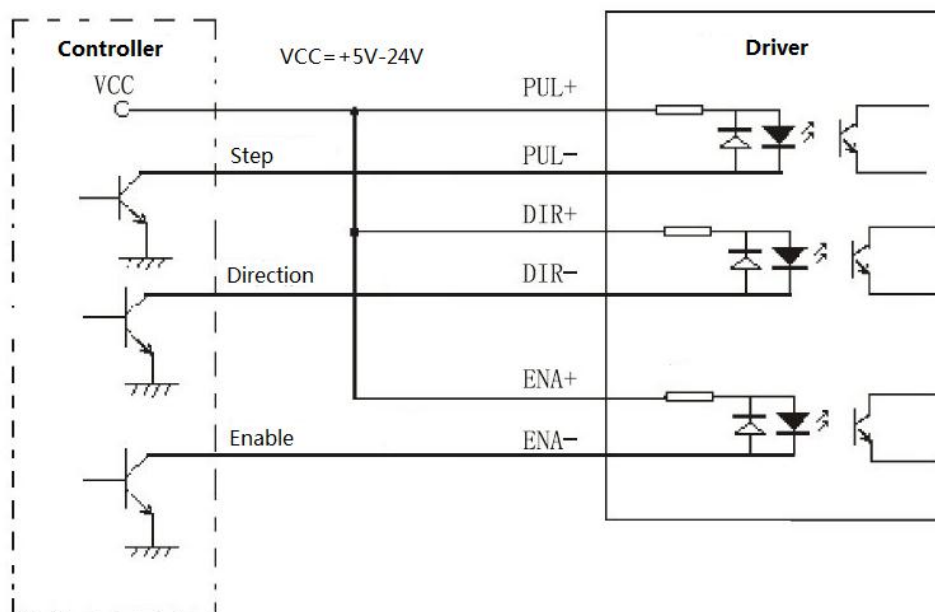 Controller
VCC=+5V-24V
Driver
VCC
PUL+
Step
PUL-
DIR+
Direction
DIR-
ENA+
Enable
ENA-